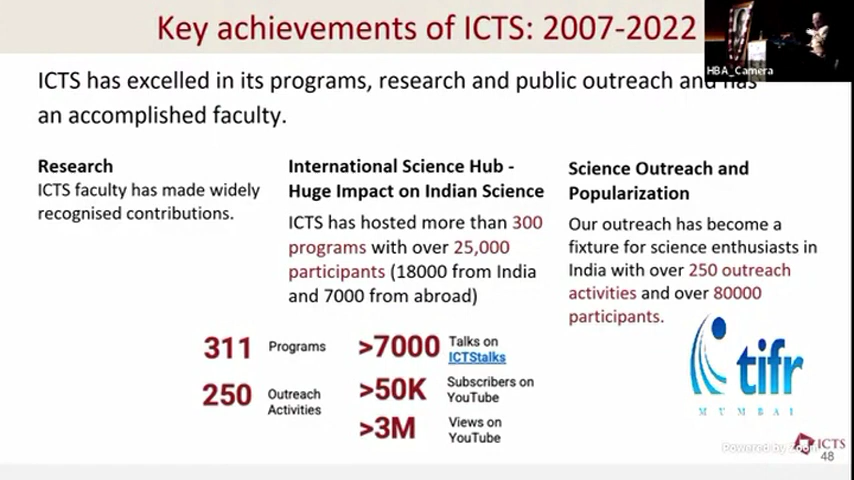 Key achievements of ICTS: 2007-2022
HBA_Camera
ICTS has excelled in its programs, research and public outreach and has
an accomplished faculty.
Research
ICTS faculty has made widely
recognised contributions.
International Science Hub -
Huge Impact on Indian Science
ICTS has hosted more than 300
programs with over 25,000
participants (18000 from India
and 7000 from abroad)
Science Outreach and
Popularization
Our outreach has become a
fixture for science enthusiasts in
India with over 250 outreach
activities and over 80000
participants.
311 Programs
250 Outreach
Activities
>7000 Talks on
ICTStalks
>50K Subscribers on
YouTube
>3M Views on
YouTube
tifr
MUMBAI
Powered by Zoom
ICTS
48